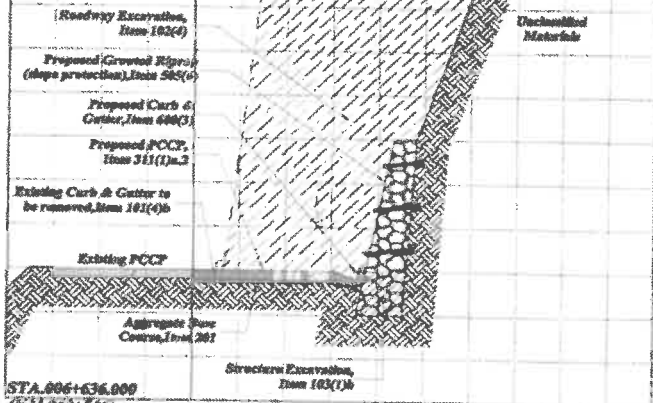 Roadway Excavation,
Item 102(4)
Unclassified
Materials
Proposed Grouted Riprap
(slope protection),Item 505(6)
Proposed Curb &
Gutter,Item 600(3)
Proposed PCCP,
Item 311(1)a.2
Existing Curb & Gutter to
be removed,Item 101(4)b
Existing PCCP
Aggregate Base
Course,Item 201
Structure Excavation,
Item 103(1)b
STA.006+636.000